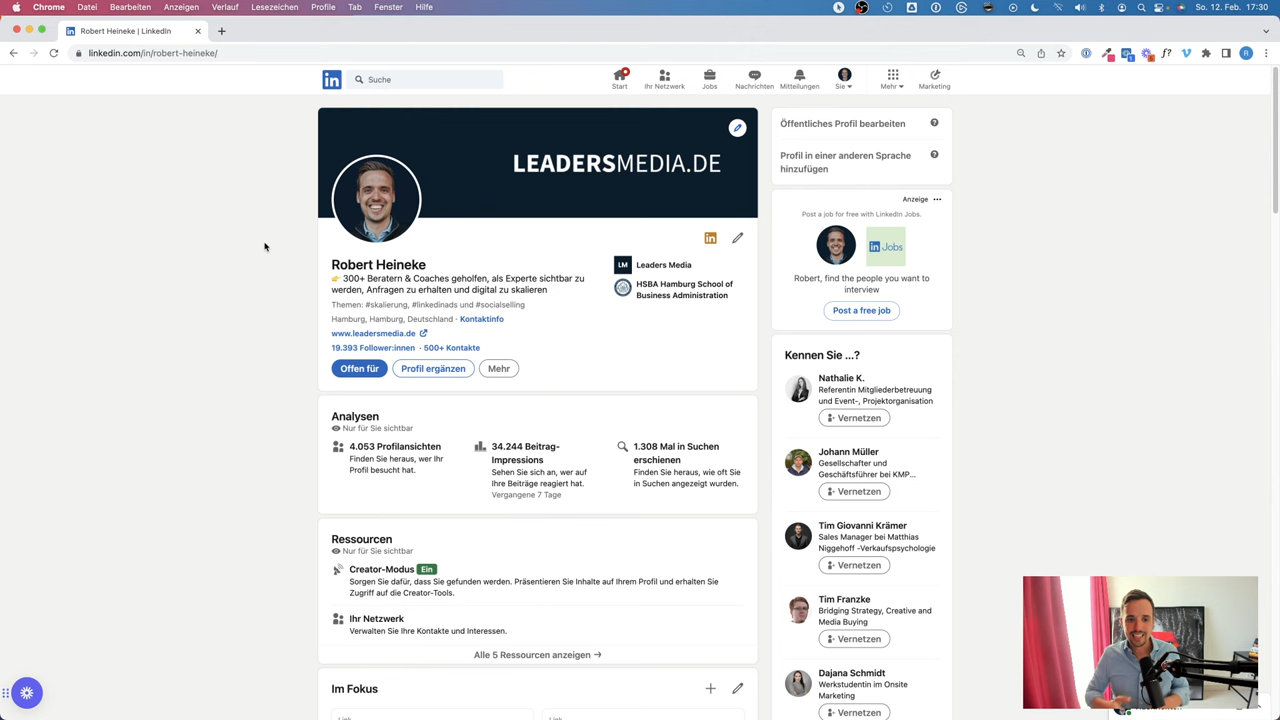 Chrome Datei Bearbeiten Anzeigen Verlauf Lesezeichen Profile Tab Fenster Hilfe
So. 12. Feb. 17:00
Robert Heineke | LinkedIn
linkedin.com/in/robert-heineke/
f?
R
in
Suche
Start
Ihr Netzwerk
Jobs
Nachrichten
Mitteilungen
Sie
Mehr
Marketing
LEADERSMEDIA.DE
Robert Heineke
300+ Beratern & Coaches geholfen, als Experte sichtbar zu
werden, Anfragen zu erhalten und digital zu skalieren
Themen: #skalierung, #linkedinads und #socialselling
Hamburg, Hamburg, Deutschland · Kontaktinfo
www.leadersmedia.de
19.393 Follower:innen · 500+ Kontakte
Offen für
Profil ergänzen
Mehr
in
LM
Leaders Media
HSBA Hamburg School of
Business Administration
Analysen
Nur für Sie sichtbar
4.053 Profilansichten
Finden Sie heraus, wer Ihr
Profil besucht hat.
34.244 Beitrag-
Impressions
Sehen Sie sich an, wer auf
Ihre Beiträge reagiert hat.
Vergangene 7 Tage
1.308 Mal in Suchen
erschienen
Finden Sie heraus, wie oft Sie
in Suchen angezeigt wurden.
Ressourcen
Nur für Sie sichtbar
Creator-Modus Ein
Sorgen Sie dafür, dass Sie gefunden werden. Präsentieren Sie Inhalte auf Ihrem Profil und erhalten Sie
Zugriff auf die Creator-Tools.
Ihr Netzwerk
Verwalten Sie Ihre Kontakte und Interessen.
Alle 5 Ressourcen anzeigen →
Im Fokus
Link
Link
Öffentliches Profil bearbeiten
Profil in einer anderen Sprache
hinzufügen
Anzeige
Post a job for free with LinkedIn Jobs.
in Jobs
Robert, find the people you want to
interview
Post a free job
Kennen Sie ...?
Nathalie K.
Referentin Mitgliederbetreuung
und Event-, Projektorganisation
Vernetzen
Johann Müller
Gesellschafter und
Geschäftsführer bei KMP...
Vernetzen
Tim Giovanni Krämer
Sales Manager bei Matthias
Niggehoff -Verkaufspsychologie
Vernetzen
Tim Franzke
Bridging Strategy, Creative and
Media Buying
Vernetzen
Dajana Schmidt
Werkstudentin im Onsite
Marketing
Vernetzen